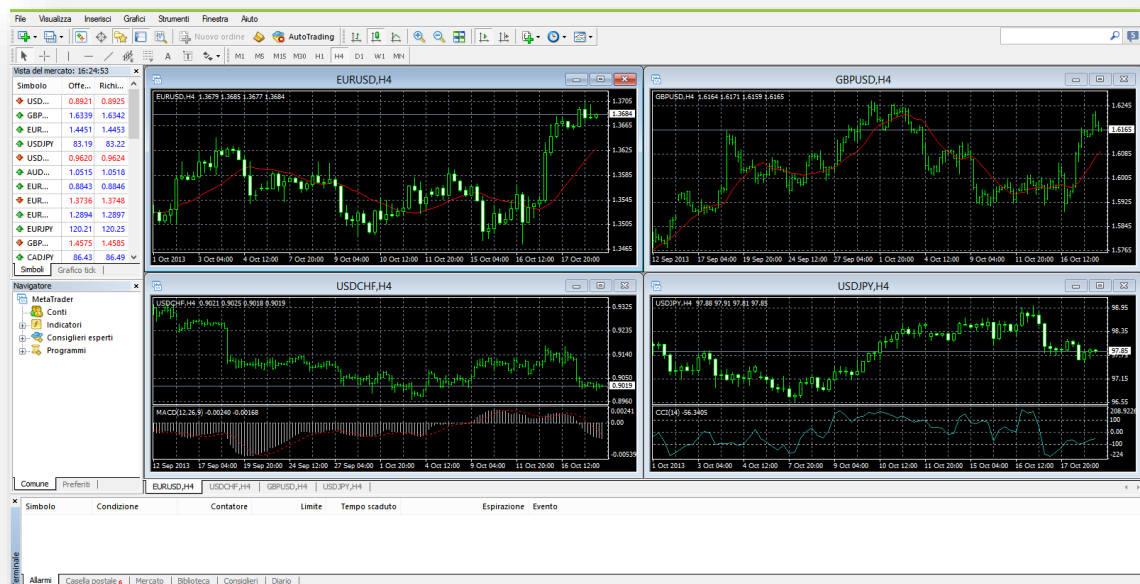 File Visualizza Inserisci Grafici Strumenti Finestra Aiuto
Nuovo ordine AutoTrading
5
A T M1 M5 M15 M30 H1 H4 D1 W1 MN
Vista del mercato: 16:24:53
Simbolo Offe... Richi...
USD... 0.8921 0.8925
GBP... 1.6339 1.6342
EUR... 1.4451 1.4453
USDJPY 83.19 83.22
USD... 0.9620 0.9624
AUD... 1.0515 1.0518
EUR... 0.8843 0.8846
EUR... 1.3736 1.3748
EUR... 1.2894 1.2897
EURJPY 120.21 120.25
GBP... 1.4575 1.4585
CADJPY 86.43 86.49
Simboli Grafico tick
Navigatore
MetaTrader
Conti
Indicatori
Consiglieri esperti
Programmi
Comune Preferiti
EURUSD,H4
EURUSD,H4 1.3679 1.3685 1.3677 1.3684
1.3705
1.3684
1.3665
1.3625
1.3585
1.3545
1.3505
1.3465
1 Oct 2013 3 Oct 04:00 4 Oct 12:00 7 Oct 20:00 9 Oct 04:00 10 Oct 12:00 11 Oct 20:00 15 Oct 04:00 16 Oct 12:00 17 Oct 20:00
GBPUSD,H4
GBPUSD,H4 1.6164 1.6171 1.6159 1.6165
1.6245
1.6165
1.6085
1.6005
1.5925
1.5845
1.5765
12 Sep 2013 17 Sep 04:00 19 Sep 20:00 24 Sep 12:00 27 Sep 04:00 1 Oct 20:00 4 Oct 12:00 9 Oct 04:00 11 Oct 20:00 16 Oct 12:00
USDCHF,H4
USDCHF,H4 0.9021 0.9025 0.9018 0.9019
0.9325
0.9235
0.9140
0.9050
0.9019
0.8960
MACD(12,26,9) -0.00240 -0.00168
0.00241
0.00
-0.00539
12 Sep 2013 17 Sep 04:00 19 Sep 20:00 24 Sep 12:00 27 Sep 04:00 1 Oct 20:00 4 Oct 12:00 9 Oct 04:00 11 Oct 20:00 16 Oct 12:00
USDJPY,H4
USDJPY,H4 97.88 97.91 97.81 97.85
98.95
98.35
97.85
97.15
96.55
CCI(14) -56.3405
208.9226
100
0.00
-100
-224
1 Oct 2013 3 Oct 04:00 4 Oct 12:00 7 Oct 20:00 9 Oct 04:00 10 Oct 12:00 11 Oct 20:00 15 Oct 04:00 16 Oct 12:00 17 Oct 20:00
EURUSD,H4 USDCHF,H4 GBPUSD,H4 USDJPY,H4
Simbolo Condizione Contatore Limite Tempo scaduto Espirazione Evento
Allarmi Casella postale 6 Mercato Biblioteca Consiglieri Diario